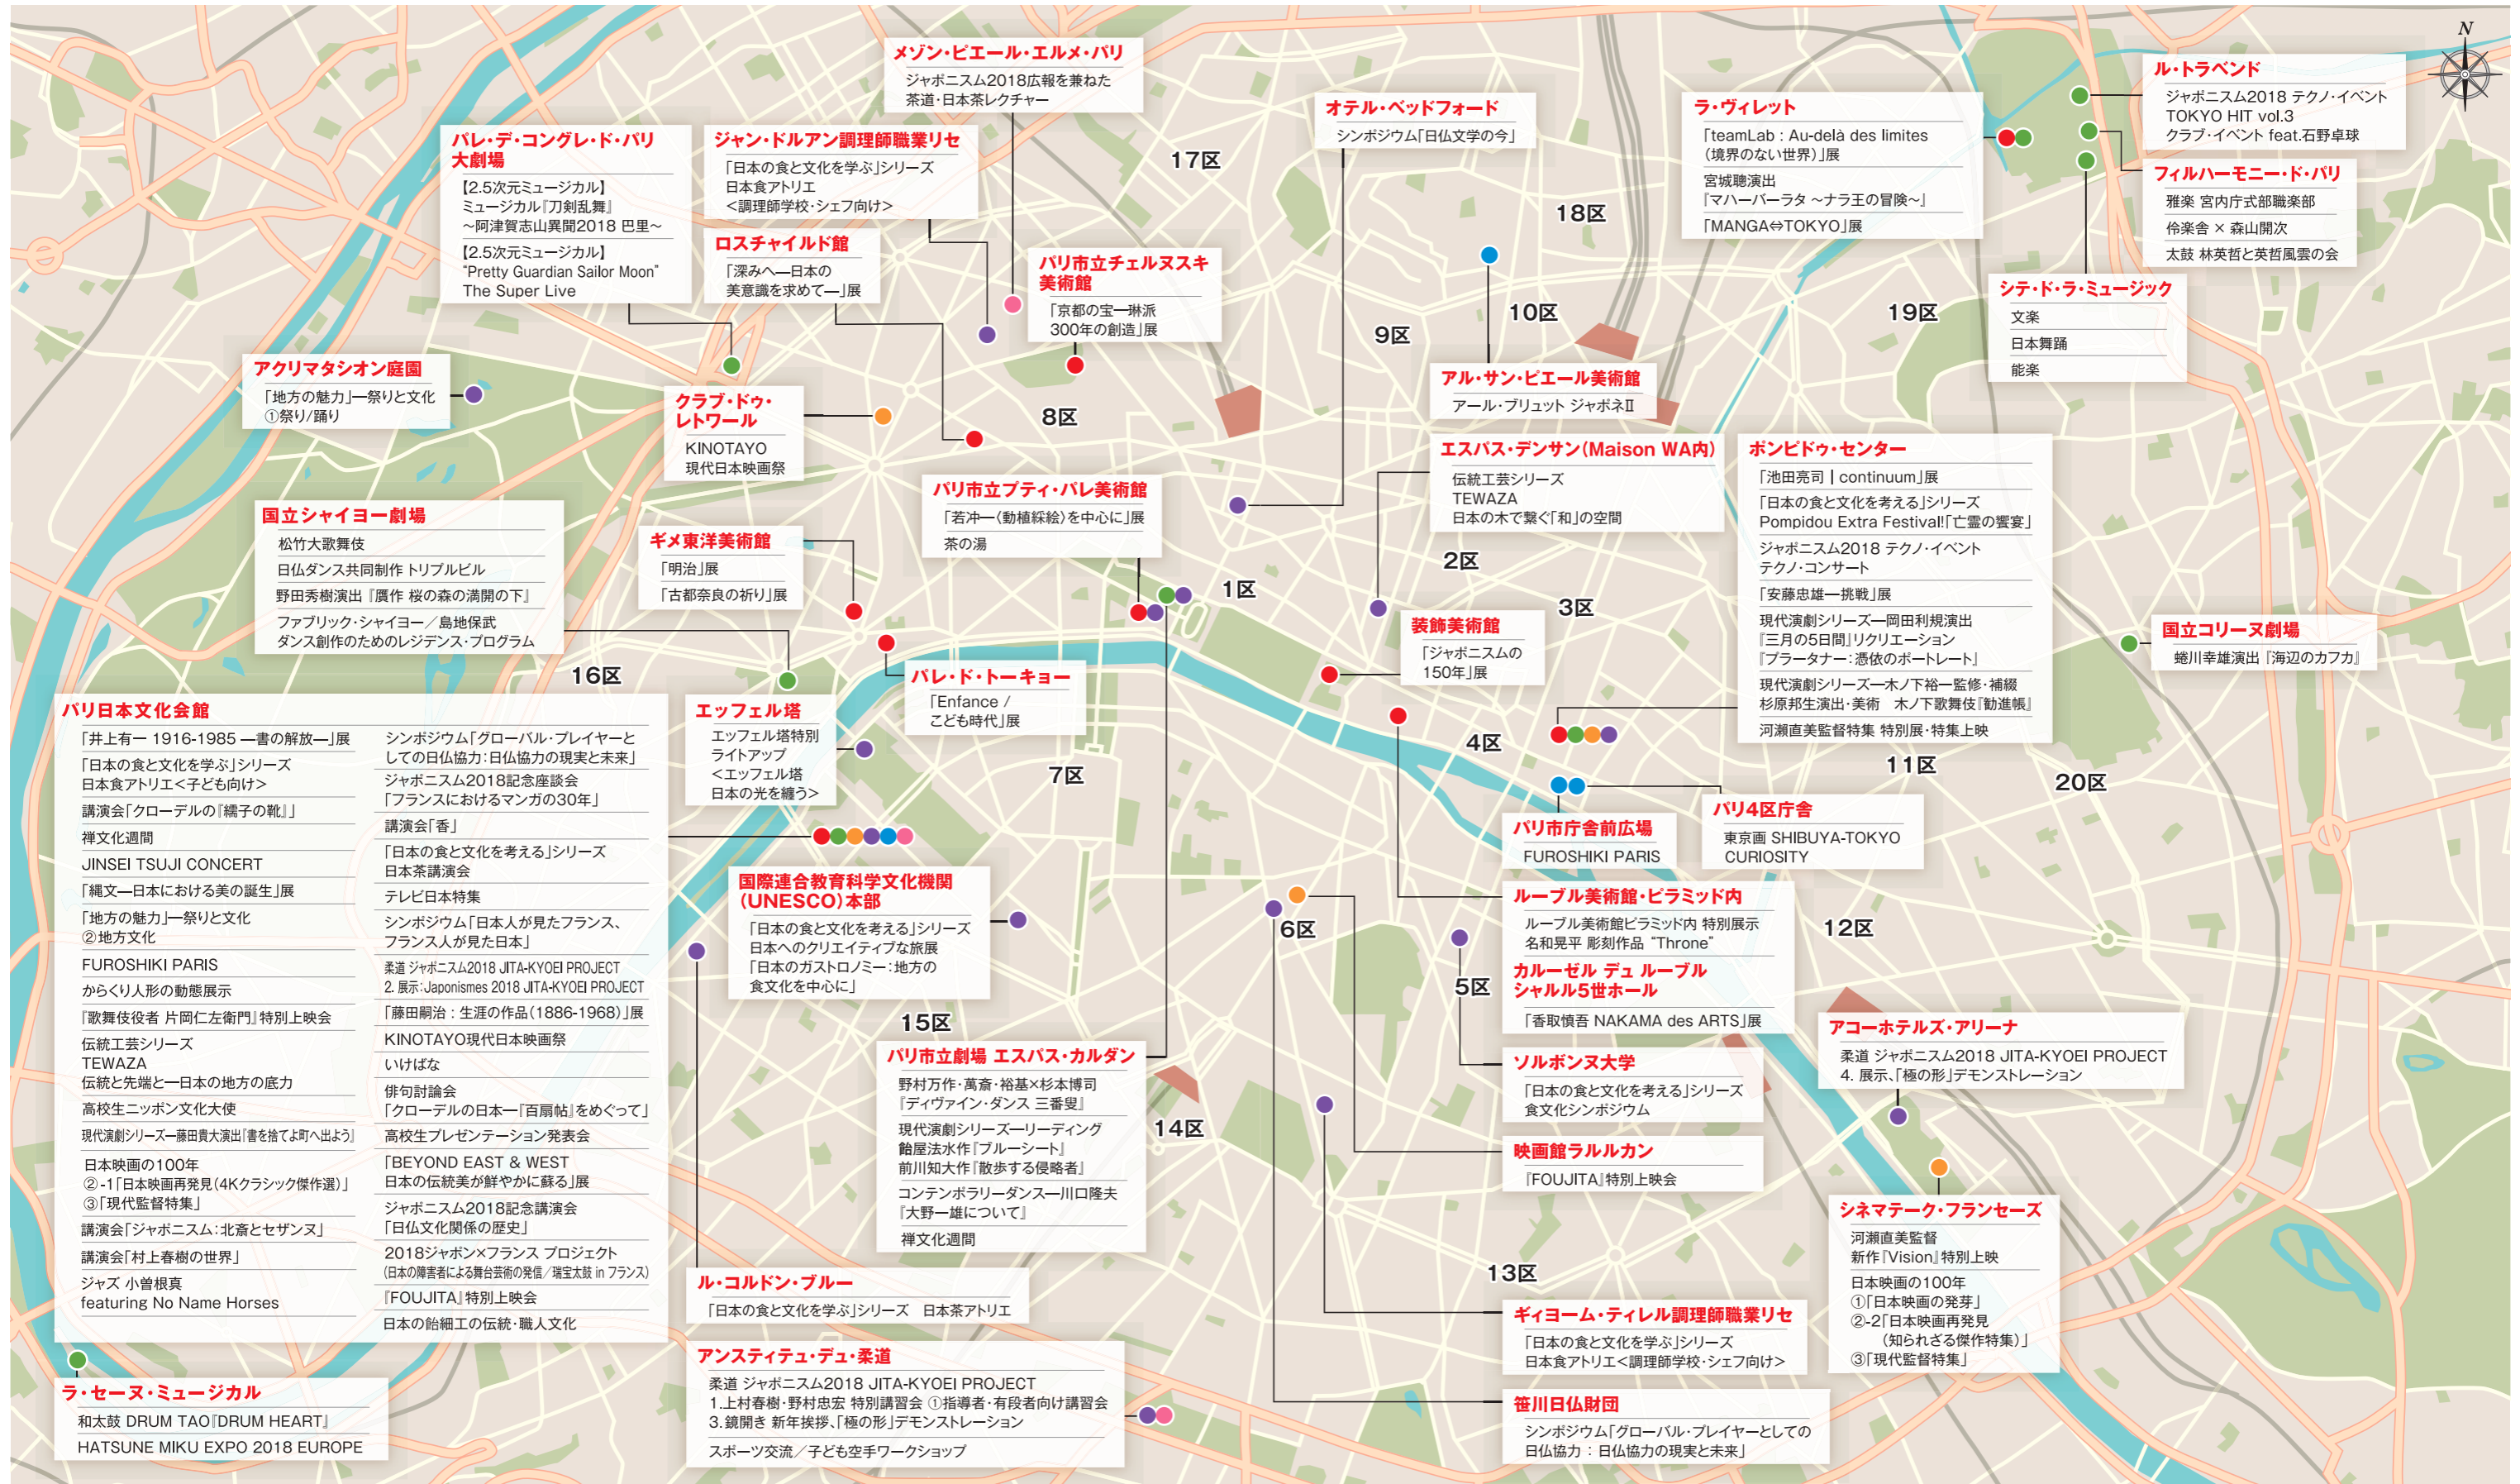 N
メゾン・ピエール・エルメ・パリ
ジャポニスム2018広報を兼ねた
茶道・日本茶レクチャー
パレ・デ・コングレ・ド・パリ
大劇場
【2.5次元ミュージカル】
ミュージカル『刀剣乱舞』
～阿津賀志山異聞2018 巴里～
【2.5次元ミュージカル】
“Pretty Guardian Sailor Moon”
The Super Live
ジャン・ドルアン調理師職業リセ
「日本の食と文化を学ぶ」シリーズ
日本食アトリエ
<調理師学校・シェフ向け>
ロスチャイルド館
「深みへ―日本の
美意識を求めて―」展
パリ市立チェルヌスキ
美術館
「京都の宝―琳派
300年の創造」展
17区
オテル・ベッドフォード
シンポジウム「日仏文学の今」
18区
ラ・ヴィレット
「teamLab : Au-delà des limites
（境界のない世界）」展
宮城聰演出
『マハーバーラタ ～ナラ王の冒険～』
「MANGA⇔TOKYO」展
ル・トラベンド
ジャポニスム2018 テクノ・イベント
TOKYO HIT vol.3
クラブ・イベント feat.石野卓球
フィルハーモニー・ド・パリ
雅楽 宮内庁式部職楽部
伶楽舎 × 森山開次
太鼓 林英哲と英哲風雲の会
シテ・ド・ラ・ミュージック
文楽
日本舞踊
能楽
19区
10区
9区
8区
アクリマタシオン庭園
「地方の魅力」―祭りと文化
①祭り/踊り
クラブ・ドゥ・
レトワール
KINOTAYO
現代日本映画祭
アル・サン・ピエール美術館
アール・ブリュット ジャポネⅡ
エスパス・デンサン（Maison WA内）
伝統工芸シリーズ
TEWAZA
日本の木で繋ぐ「和」の空間
ポンピドゥ・センター
「池田亮司 | continuum」展
「日本の食と文化を考える」シリーズ
Pompidou Extra Festival!「亡霊の饗宴」
ジャポニスム2018 テクノ・イベント
テクノ・コンサート
「安藤忠雄―挑戦」展
現代演劇シリーズ―岡田利規演出
『三月の5日間』リクリエーション
『プラータナー：憑依のポートレート』
現代演劇シリーズ―木ノ下裕一監修・補綴
杉原邦生演出・美術　木ノ下歌舞伎『勧進帳』
河瀨直美監督特集 特別展・特集上映
国立シャイヨー劇場
松竹大歌舞伎
日仏ダンス共同制作 トリプルビル
野田秀樹演出 『贋作 桜の森の満開の下』
ファブリック・シャイヨー／島地保武
ダンス創作のためのレジデンス・プログラム
ギメ東洋美術館
「明治」展
「古都奈良の祈り」展
パリ市立プティ・パレ美術館
「若冲―〈動植綵絵〉を中心に」展
茶の湯
1区
2区
3区
装飾美術館
「ジャポニスムの
150年」展
国立コリーヌ劇場
蜷川幸雄演出 『海辺のカフカ』
16区
パレ・ド・トーキョー
「Enfance /
こども時代」展
エッフェル塔
エッフェル塔特別
ライトアップ
<エッフェル塔
日本の光を纏う>
7区
4区
11区
20区
パリ市庁舎前広場
FUROSHIKI PARIS
パリ4区庁舎
東京画 SHIBUYA-TOKYO
CURIOSITY
パリ日本文化会館
「井上有一 1916-1985 ―書の解放―」展
「日本の食と文化を学ぶ」シリーズ
日本食アトリエ<子ども向け>
講演会「クローデルの『繻子の靴』」
禅文化週間
JINSEI TSUJI CONCERT
「縄文―日本における美の誕生」展
「地方の魅力」―祭りと文化
②地方文化
FUROSHIKI PARIS
からくり人形の動態展示
『歌舞伎役者 片岡仁左衛門』特別上映会
伝統工芸シリーズ
TEWAZA
伝統と先端と―日本の地方の底力
高校生ニッポン文化大使
現代演劇シリーズ―藤田貴大演出『書を捨てよ町へ出よう』
日本映画の100年
②-1「日本映画再発見（4Kクラシック傑作選）」
③「現代監督特集」
講演会「ジャポニスム：北斎とセザンヌ」
講演会「村上春樹の世界」
ジャズ 小曽根真
featuring No Name Horses
シンポジウム「グローバル・プレイヤーと
しての日仏協力：日仏協力の現実と未来」
ジャポニスム2018記念座談会
「フランスにおけるマンガの30年」
講演会「香」
「日本の食と文化を考える」シリーズ
日本茶講演会
テレビ日本特集
シンポジウム「日本人が見たフランス、
フランス人が見た日本」
柔道 ジャポニスム2018 JITA-KYOEI PROJECT
2. 展示：Japonismes 2018 JITA-KYOEI PROJECT
「藤田嗣治 : 生涯の作品（1886-1968）」展
KINOTAYO現代日本映画祭
いけばな
俳句討論会
「クローデルの日本―『百扇帖』をめぐって」
高校生プレゼンテーション発表会
「BEYOND EAST & WEST
日本の伝統美が鮮やかに蘇る」展
ジャポニスム2018記念講演会
「日仏文化関係の歴史」
2018ジャポン×フランス プロジェクト
（日本の障害者による舞台芸術の発信／瑞宝太鼓 in フランス）
『FOUJITA』特別上映会
日本の飴細工の伝統・職人文化
国際連合教育科学文化機関
（UNESCO）本部
「日本の食と文化を考える」シリーズ
日本へのクリエイティブな旅展
「日本のガストロノミー：地方の
食文化を中心に」
6区
5区
12区
15区
14区
13区
ルーブル美術館・ピラミッド内
ルーブル美術館ピラミッド内 特別展示
名和晃平 彫刻作品 “Throne”
カルーゼル デュ ルーブル
シャルル5世ホール
「香取慎吾 NAKAMA des ARTS」展
パリ市立劇場 エスパス・カルダン
野村万作・萬斎・裕基×杉本博司
『ディヴァイン・ダンス 三番叟』
現代演劇シリーズ―リーディング
飴屋法水作『ブルーシート』
前川知大作『散歩する侵略者』
コンテンポラリーダンス―川口隆夫
『大野一雄について』
禅文化週間
ソルボンヌ大学
「日本の食と文化を考える」シリーズ
食文化シンポジウム
アコーホテルズ・アリーナ
柔道 ジャポニスム2018 JITA-KYOEI PROJECT
4. 展示、「極の形」デモンストレーション
映画館ラルルカン
『FOUJITA』特別上映会
シネマテーク・フランセーズ
河瀨直美監督
新作『Vision』特別上映
日本映画の100年
①「日本映画の発芽」
②-2「日本映画再発見
（知られざる傑作特集）」
③「現代監督特集」
ル・コルドン・ブルー
「日本の食と文化を学ぶ」シリーズ　日本茶アトリエ
ギィヨーム・ティレル調理師職業リセ
「日本の食と文化を学ぶ」シリーズ
日本食アトリエ<調理師学校・シェフ向け>
アンスティテュ・デュ・柔道
柔道 ジャポニスム2018 JITA-KYOEI PROJECT
1.上村春樹・野村忠宏 特別講習会 ①指導者・有段者向け講習会
3.鏡開き 新年挨拶、「極の形」デモンストレーション
スポーツ交流／子ども空手ワークショップ
笹川日仏財団
シンポジウム「グローバル・プレイヤーとしての
日仏協力 : 日仏協力の現実と未来」
ラ・セーヌ・ミュージカル
和太鼓 DRUM TAO『DRUM HEART』
HATSUNE MIKU EXPO 2018 EUROPE